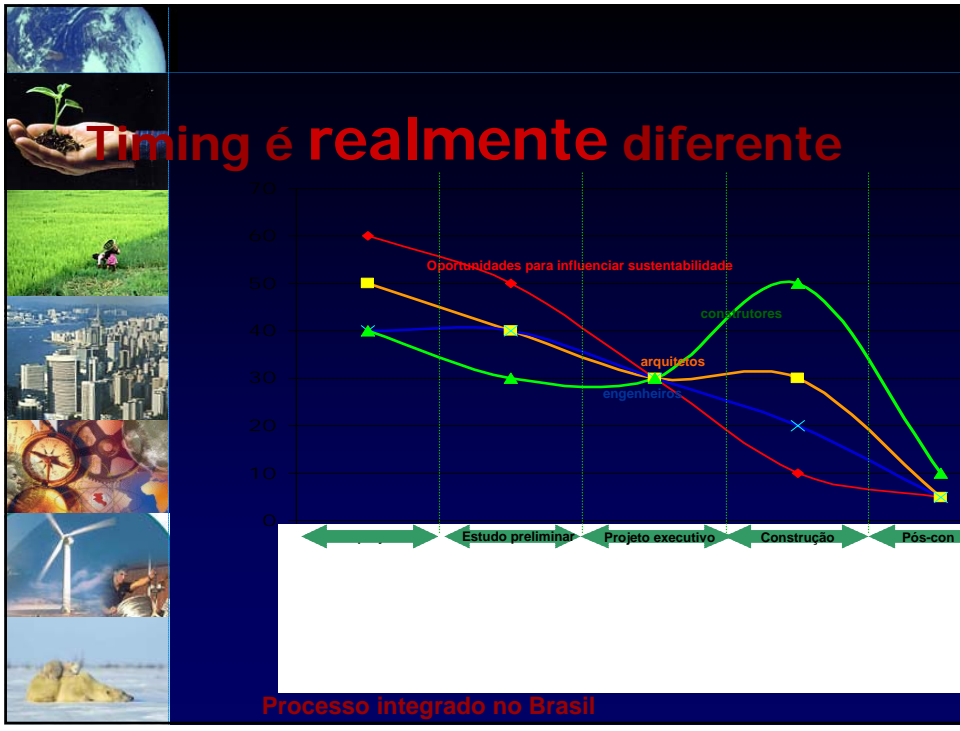 Timing é realmente diferente
70
60
Oportunidades para influenciar sustentabilidade
50
construtores
40
arquitetos
30
engenheiros
20
10
0
Estudo preliminar Projeto executivo Construção Pós-con
Processo integrado no Brasil